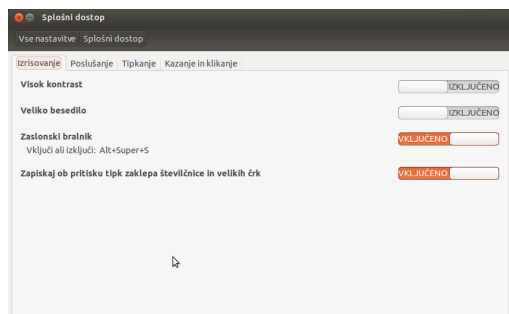 Splošni dostop
Vse nastavitve Splošni dostop
Izrisovanje Poslušanje Tipkanje Kazanje in klikanje
Visok kontrast IZKLJUČENO
Veliko besedilo IZKLJUČENO
Zaslonski bralnik VKLJUČENO
Vključi ali izključi: Alt+Super+S
Zapiskaj ob pritisku tipk zaklepa številčnice in velikih črk VKLJUČENO